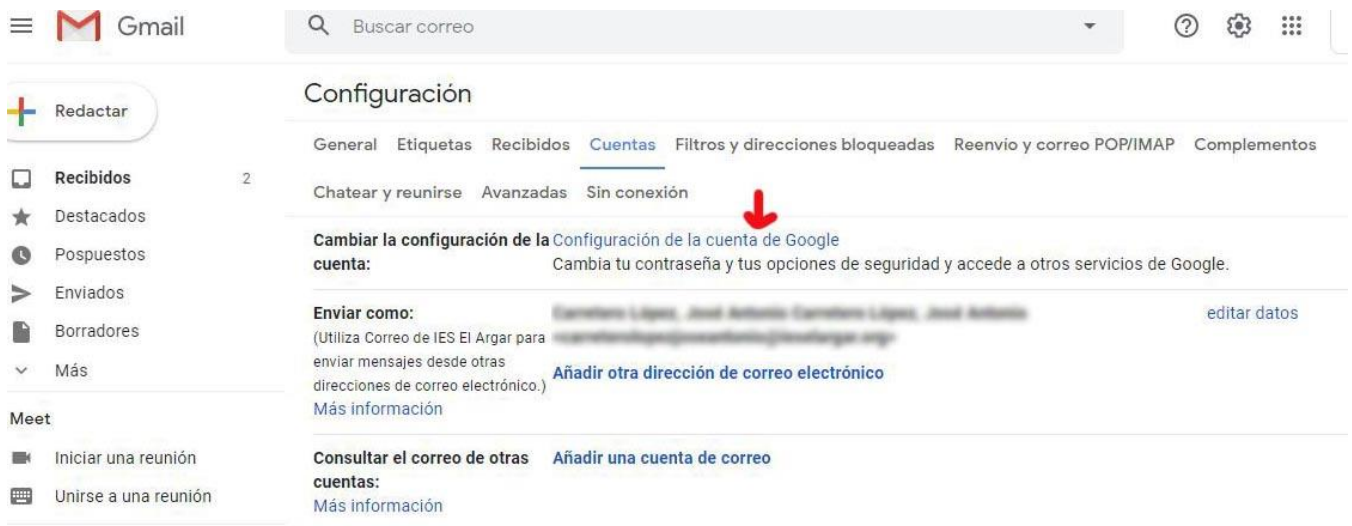 Gmail
Buscar correo
Redactar
Recibidos 2
Destacados
Pospuestos
Enviados
Borradores
Más
Meet
Iniciar una reunión
Unirse a una reunión
Configuración
General Etiquetas Recibidos Cuentas Filtros y direcciones bloqueadas Reenvío y correo POP/IMAP Complementos
Chatear y reunirse Avanzadas Sin conexión
Cambiar la configuración de la cuenta:
Configuración de la cuenta de Google
Cambia tu contraseña y tus opciones de seguridad y accede a otros servicios de Google.
Enviar como:
(Utiliza Correo de IES El Argar para
enviar mensajes desde otras
direcciones de correo electrónico.)
Más información
editar datos
Añadir otra dirección de correo electrónico
Consultar el correo de otras
cuentas:
Más información
Añadir una cuenta de correo